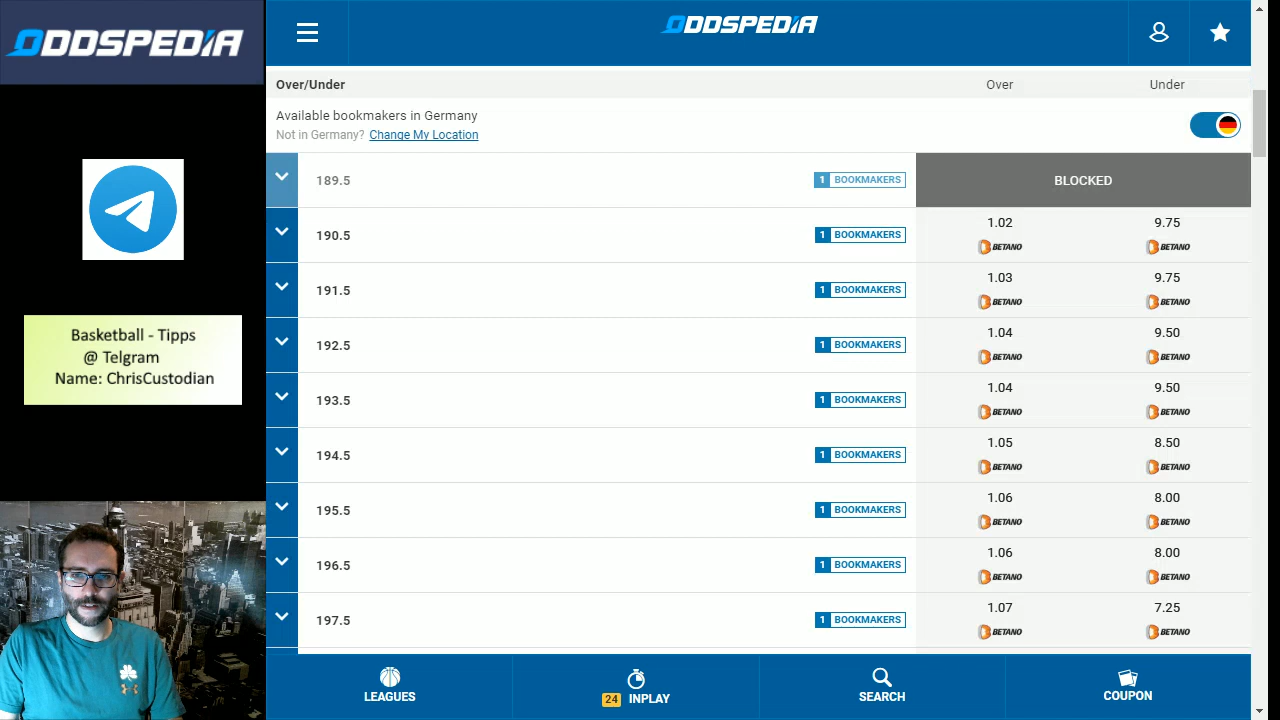 ODDSPEDIA
ODDSPEDIA
Over/Under Over Under
Available bookmakers in Germany
Not in Germany? Change My Location
189.5 1 BOOKMAKERS BLOCKED
190.5 1 BOOKMAKERS 1.02 9.75
BETANO BETANO
191.5 1 BOOKMAKERS 1.03 9.75
BETANO BETANO
192.5 1 BOOKMAKERS 1.04 9.50
BETANO BETANO
193.5 1 BOOKMAKERS 1.04 9.50
BETANO BETANO
194.5 1 BOOKMAKERS 1.05 8.50
BETANO BETANO
195.5 1 BOOKMAKERS 1.06 8.00
BETANO BETANO
196.5 1 BOOKMAKERS 1.06 8.00
BETANO BETANO
197.5 1 BOOKMAKERS 1.07 7.25
BETANO BETANO
Basketball - Tipps
@ Telgram
Name: ChrisCustodian
LEAGUES 24 INPLAY SEARCH COUPON